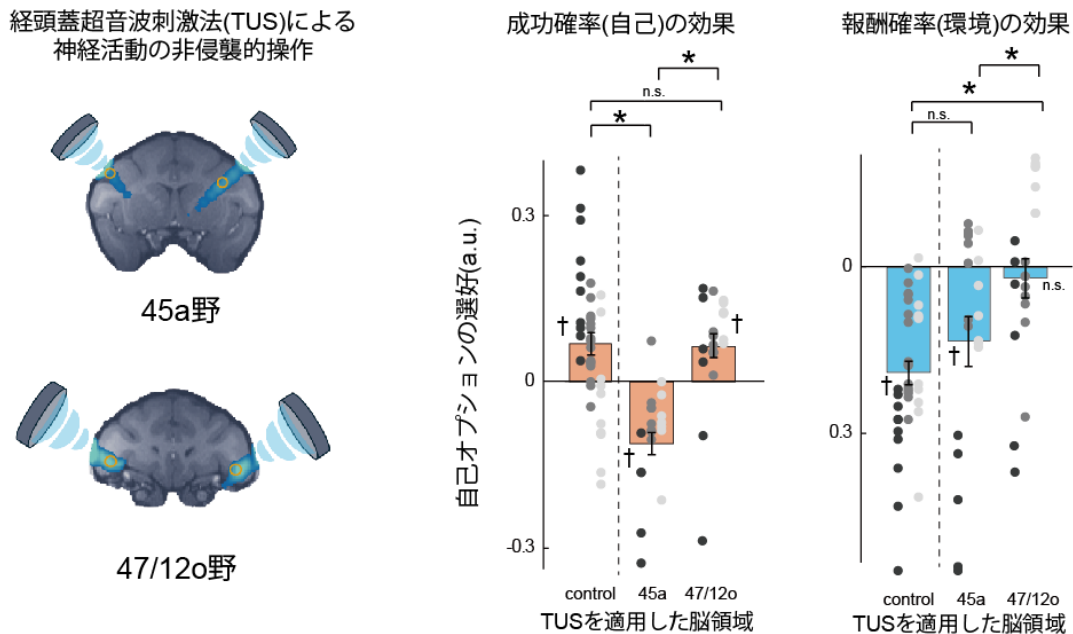 経頭蓋超音波刺激法(TUS)による
神経活動の非侵襲的操作
45a野
47/12o野
成功確率(自己)の効果
*
n.s.
*
自己オプションの選好(a.u.)
0.3
†
†
0
†
-0.3
control 45a 47/12o
TUSを適用した脳領域
報酬確率(環境)の効果
*
*
n.s.
0
n.s.
†
†
0.3
control 45a 47/12o
TUSを適用した脳領域